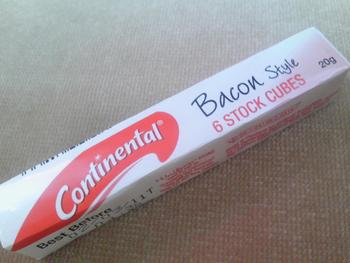 Continental®
Bacon Style
6 STOCK CUBES
20g
Best Before